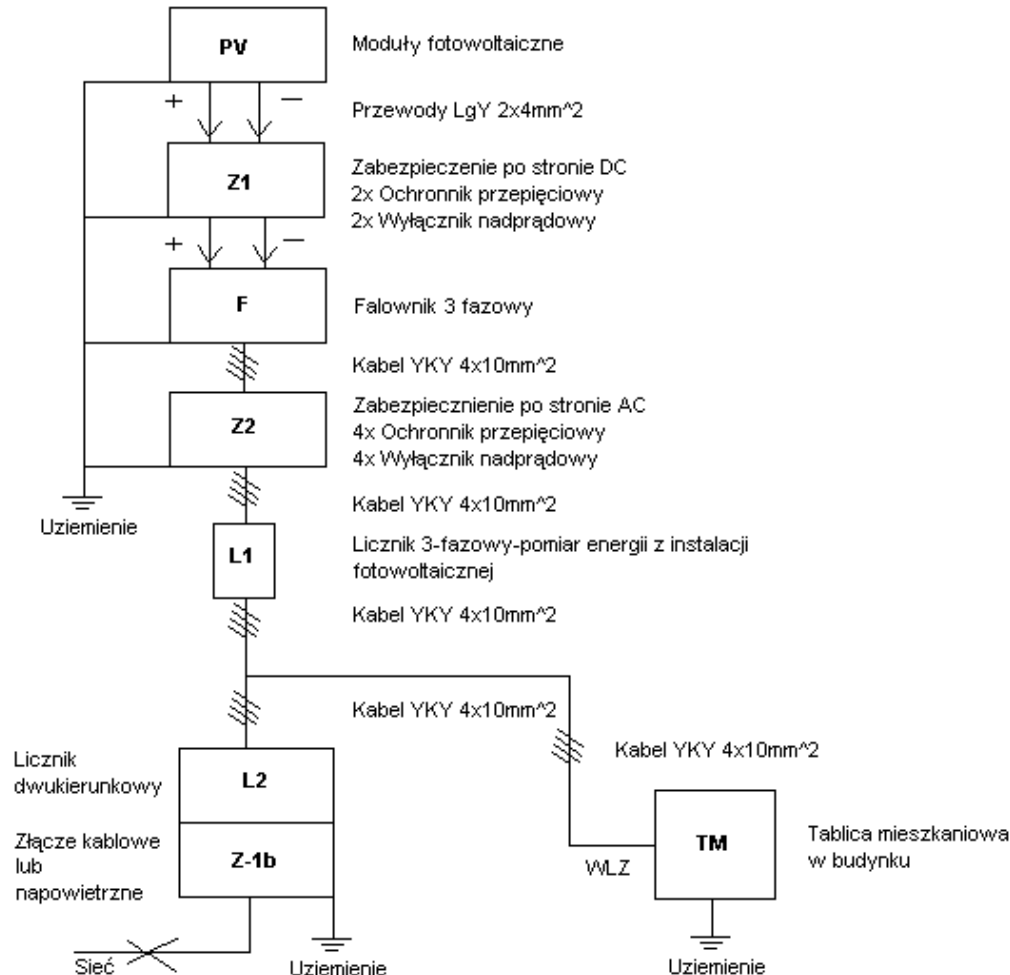 PV
Moduły fotowoltaiczne
+ —
Przewody LgY 2x4mm^2
Z1
Zabezpieczenie po stronie DC
2x Ochronnik przepięciowy
2x Wyłącznik nadprądowy
+ —
F
Falownik 3 fazowy
Kabel YKY 4x10mm^2
Z2
Zabezpiecznienie po stronie AC
4x Ochronnik przepięciowy
4x Wyłącznik nadprądowy
Uziemienie
Kabel YKY 4x10mm^2
L1
Licznik 3-fazowy-pomiar energii z instalacji
fotowoltaicznej
Kabel YKY 4x10mm^2
Kabel YKY 4x10mm^2
Kabel YKY 4x10mm^2
Licznik
dwukierunkowy
L2
Złącze kablowe
lub
napowietrzne
Z-1b
WLZ
TM
Tablica mieszkaniowa
w budynku
Sieć
Uziemienie
Uziemienie